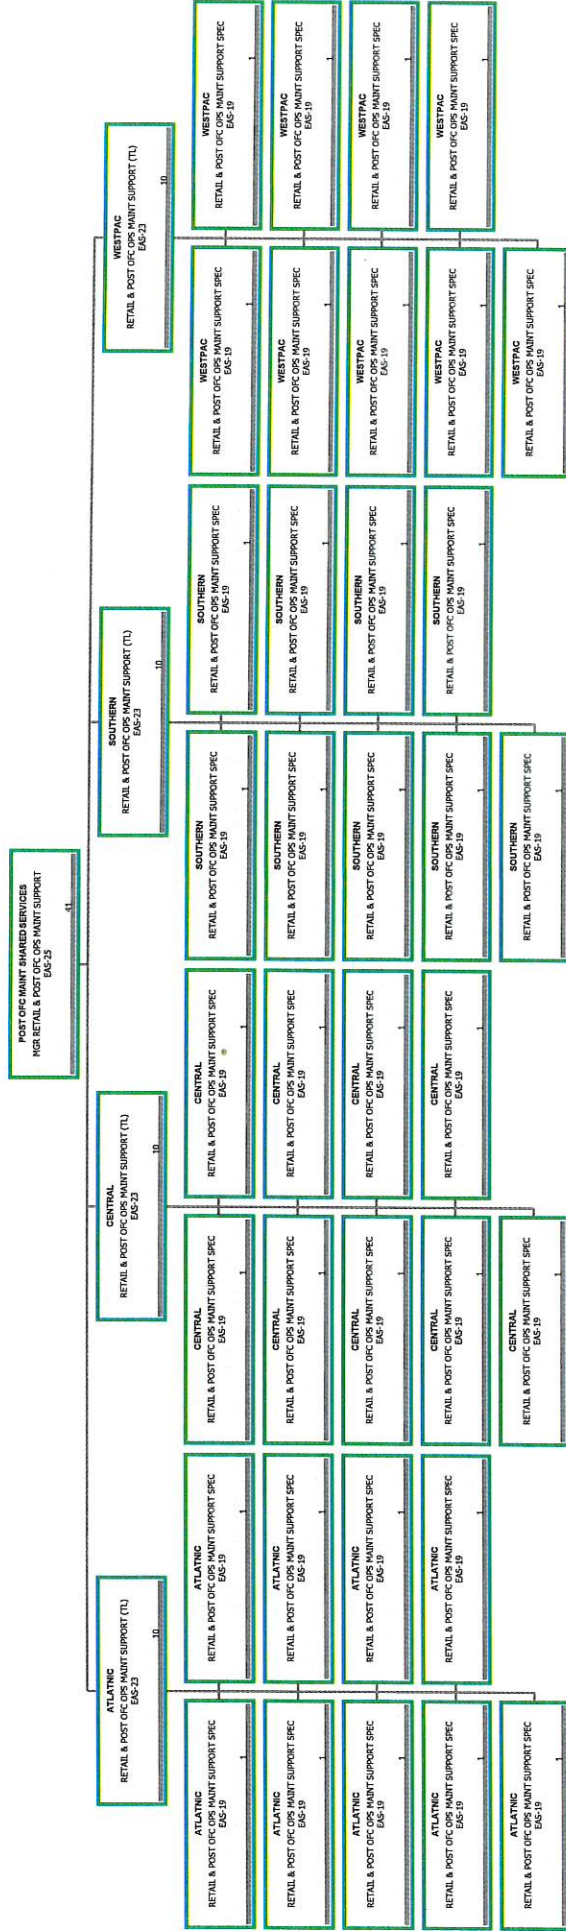 POST OFC MAINT SHARED SERVICES
MGR RETAIL & POST OFC OPS MAINT SUPPORT
EAS-25
41
ATLATNIC
RETAIL & POST OFC OPS MAINT SUPPORT (TL)
EAS-23
10
CENTRAL
RETAIL & POST OFC OPS MAINT SUPPORT (TL)
EAS-23
10
SOUTHERN
RETAIL & POST OFC OPS MAINT SUPPORT (TL)
EAS-23
10
WESTPAC
RETAIL & POST OFC OPS MAINT SUPPORT (TL)
EAS-23
10
ATLATNIC
RETAIL & POST OFC OPS MAINT SUPPORT SPEC
EAS-19
1
ATLATNIC
RETAIL & POST OFC OPS MAINT SUPPORT SPEC
EAS-19
1
CENTRAL
RETAIL & POST OFC OPS MAINT SUPPORT SPEC
EAS-19
1
CENTRAL
RETAIL & POST OFC OPS MAINT SUPPORT SPEC
EAS-19
1
SOUTHERN
RETAIL & POST OFC OPS MAINT SUPPORT SPEC
EAS-19
1
SOUTHERN
RETAIL & POST OFC OPS MAINT SUPPORT SPEC
EAS-19
1
WESTPAC
RETAIL & POST OFC OPS MAINT SUPPORT SPEC
EAS-19
1
WESTPAC
RETAIL & POST OFC OPS MAINT SUPPORT SPEC
EAS-19
1
ATLATNIC
RETAIL & POST OFC OPS MAINT SUPPORT SPEC
EAS-19
1
ATLATNIC
RETAIL & POST OFC OPS MAINT SUPPORT SPEC
EAS-19
1
CENTRAL
RETAIL & POST OFC OPS MAINT SUPPORT SPEC
EAS-19
1
CENTRAL
RETAIL & POST OFC OPS MAINT SUPPORT SPEC
EAS-19
1
SOUTHERN
RETAIL & POST OFC OPS MAINT SUPPORT SPEC
EAS-19
1
SOUTHERN
RETAIL & POST OFC OPS MAINT SUPPORT SPEC
EAS-19
1
WESTPAC
RETAIL & POST OFC OPS MAINT SUPPORT SPEC
EAS-19
1
WESTPAC
RETAIL & POST OFC OPS MAINT SUPPORT SPEC
EAS-19
1
ATLATNIC
RETAIL & POST OFC OPS MAINT SUPPORT SPEC
EAS-19
1
ATLATNIC
RETAIL & POST OFC OPS MAINT SUPPORT SPEC
EAS-19
1
CENTRAL
RETAIL & POST OFC OPS MAINT SUPPORT SPEC
EAS-19
1
CENTRAL
RETAIL & POST OFC OPS MAINT SUPPORT SPEC
EAS-19
1
SOUTHERN
RETAIL & POST OFC OPS MAINT SUPPORT SPEC
EAS-19
1
SOUTHERN
RETAIL & POST OFC OPS MAINT SUPPORT SPEC
EAS-19
1
WESTPAC
RETAIL & POST OFC OPS MAINT SUPPORT SPEC
EAS-19
1
WESTPAC
RETAIL & POST OFC OPS MAINT SUPPORT SPEC
EAS-19
1
ATLATNIC
RETAIL & POST OFC OPS MAINT SUPPORT SPEC
EAS-19
1
ATLATNIC
RETAIL & POST OFC OPS MAINT SUPPORT SPEC
EAS-19
1
CENTRAL
RETAIL & POST OFC OPS MAINT SUPPORT SPEC
EAS-19
1
CENTRAL
RETAIL & POST OFC OPS MAINT SUPPORT SPEC
EAS-19
1
SOUTHERN
RETAIL & POST OFC OPS MAINT SUPPORT SPEC
EAS-19
1
SOUTHERN
RETAIL & POST OFC OPS MAINT SUPPORT SPEC
EAS-19
1
WESTPAC
RETAIL & POST OFC OPS MAINT SUPPORT SPEC
EAS-19
1
WESTPAC
RETAIL & POST OFC OPS MAINT SUPPORT SPEC
EAS-19
1
ATLATNIC
RETAIL & POST OFC OPS MAINT SUPPORT SPEC
EAS-19
1
CENTRAL
RETAIL & POST OFC OPS MAINT SUPPORT SPEC
EAS-19
1
SOUTHERN
RETAIL & POST OFC OPS MAINT SUPPORT SPEC
EAS-19
1
WESTPAC
RETAIL & POST OFC OPS MAINT SUPPORT SPEC
EAS-19
1